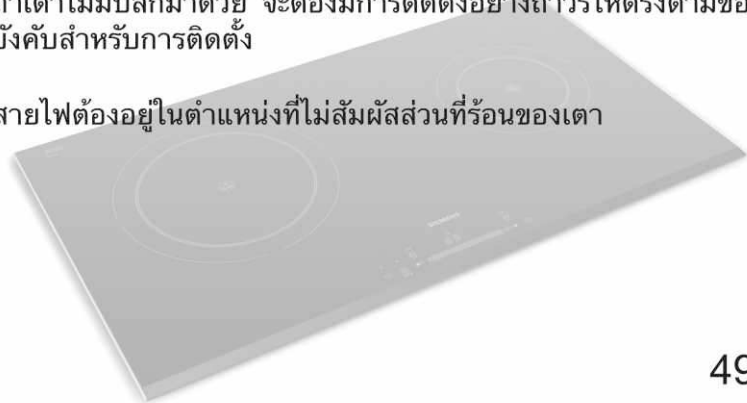 ถ้าเตาไม่มีปลั๊กมาด้วย จะต้องมีการติดตั้งอย่างถาวรให้ตรงตามข้อ
บังคับสำหรับการติดตั้ง
สายไฟต้องอยู่ในตำแหน่งที่ไม่สัมผัสส่วนที่ร้อนของเตา
SIEMENS
49